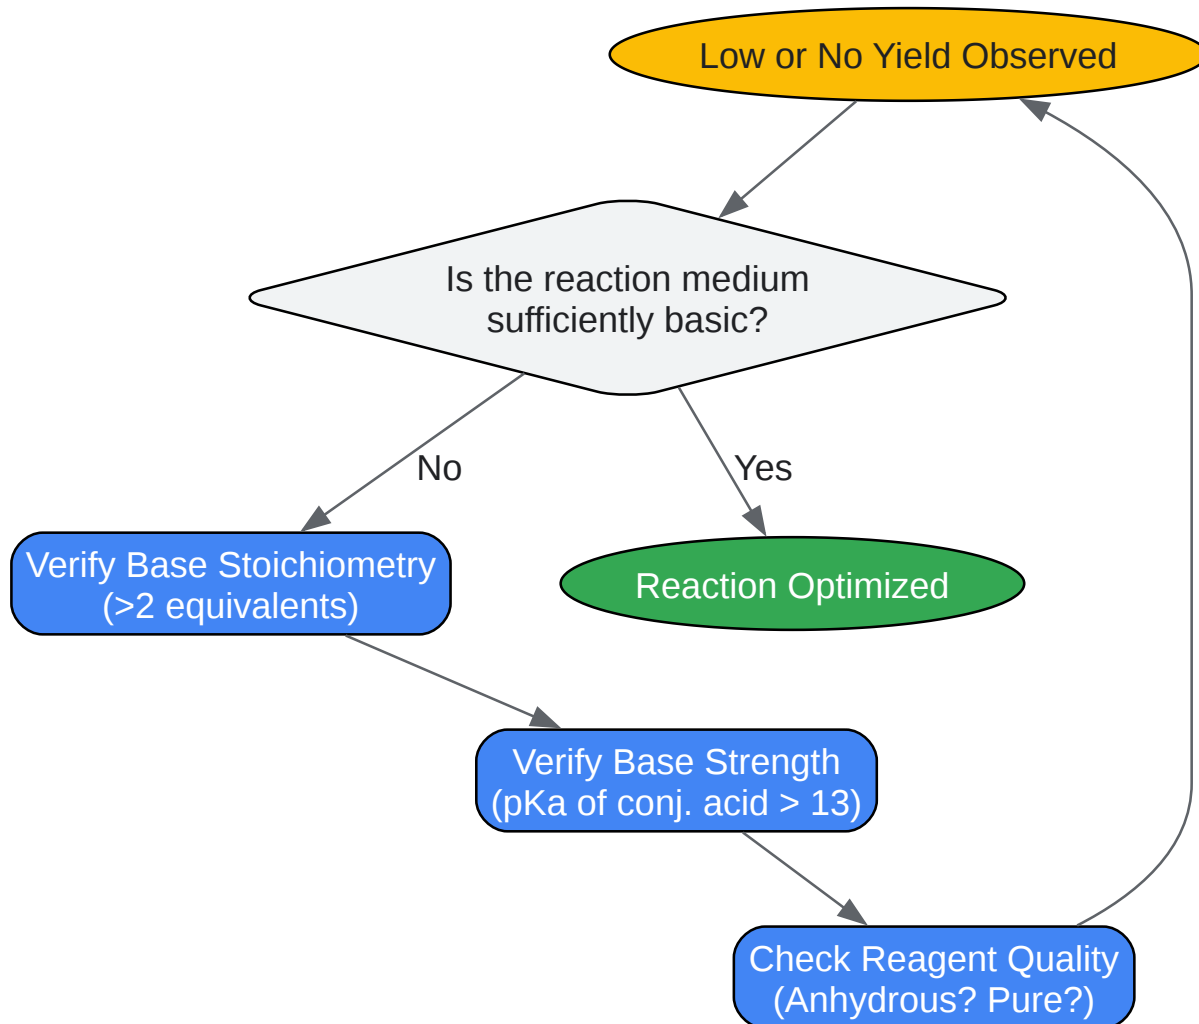 Low or No Yield Observed
Is the reaction medium
sufficiently basic?
No
Yes
Verify Base Stoichiometry
(>2 equivalents)
Reaction Optimized
Verify Base Strength
(pKa of conj. acid > 13)
Check Reagent Quality
(Anhydrous? Pure?)